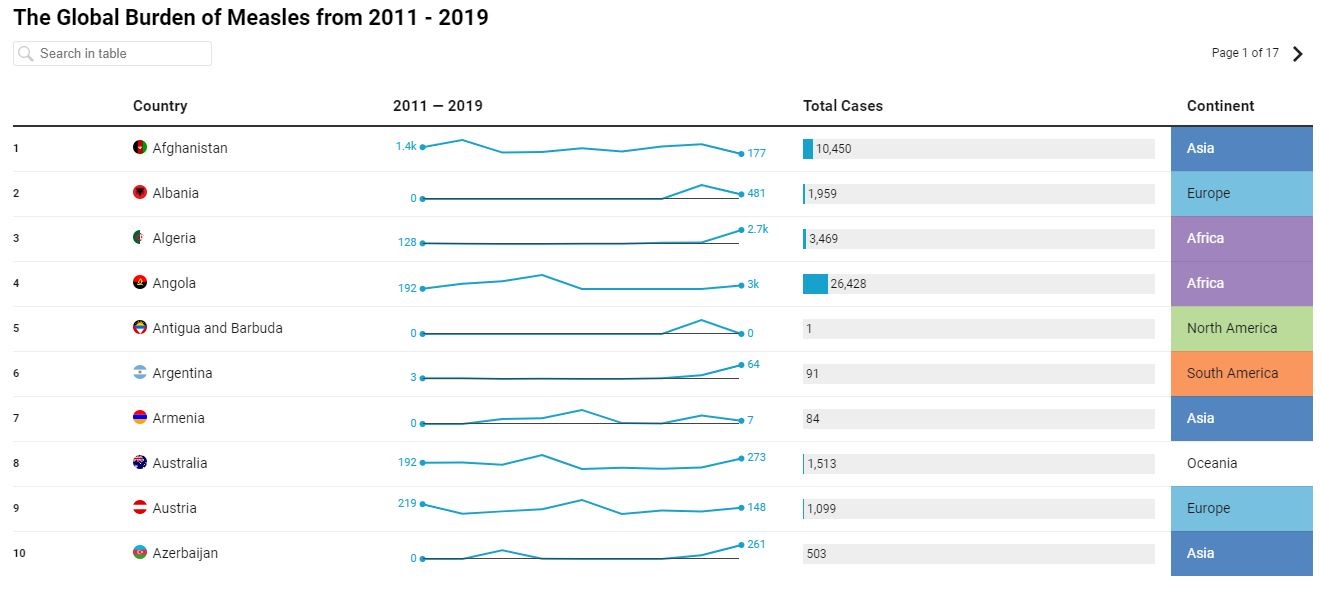 The Global Burden of Measles from 2011 - 2019
Search in table
Page 1 of 17
Country 2011 — 2019 Total Cases Continent
1 Afghanistan 1.4k 177 10,450 Asia
2 Albania 0 481 1,959 Europe
3 Algeria 128 2.7k 3,469 Africa
4 Angola 192 3k 26,428 Africa
5 Antigua and Barbuda 0 0 1 North America
6 Argentina 3 64 91 South America
7 Armenia 0 7 84 Asia
8 Australia 192 273 1,513 Oceania
9 Austria 219 148 1,099 Europe
10 Azerbaijan 0 261 503 Asia